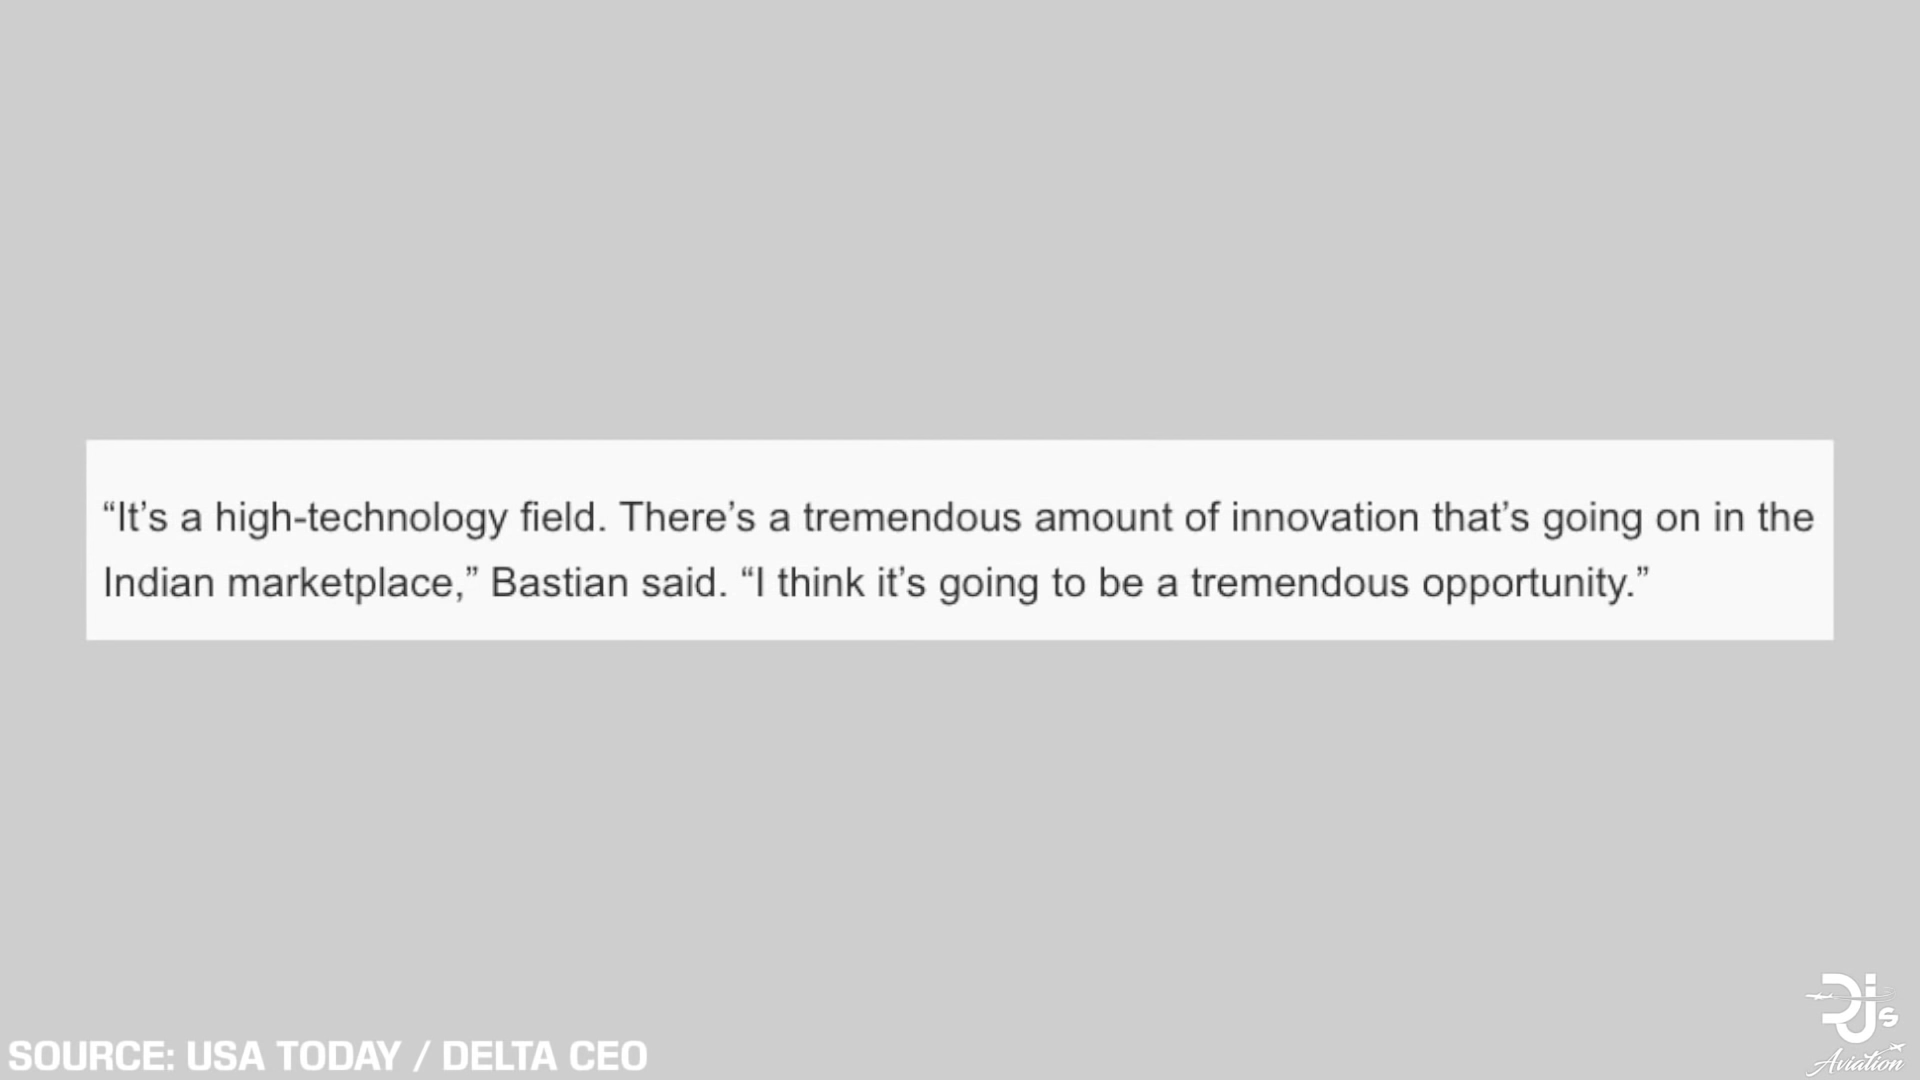 “It’s a high-technology field. There’s a tremendous amount of innovation that’s going on in the
Indian marketplace,” Bastian said. “I think it’s going to be a tremendous opportunity.”
SOURCE: USA TODAY / DELTA CEO
DJs
Aviation